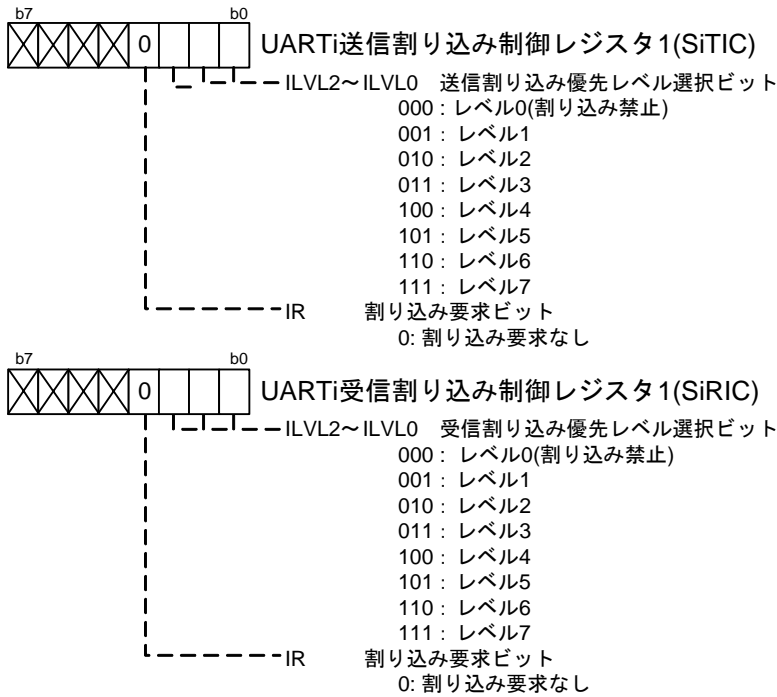 b7 b0
0 UARTi送信割り込み制御レジスタ1(SiTIC)
ILVL2～ILVL0 送信割り込み優先レベル選択ビット
000 : レベル0(割り込み禁止)
001 : レベル1
010 : レベル2
011 : レベル3
100 : レベル4
101 : レベル5
110 : レベル6
111 : レベル7
IR 割り込み要求ビット
0: 割り込み要求なし
b7 b0
0 UARTi受信割り込み制御レジスタ1(SiRIC)
ILVL2～ILVL0 受信割り込み優先レベル選択ビット
000 : レベル0(割り込み禁止)
001 : レベル1
010 : レベル2
011 : レベル3
100 : レベル4
101 : レベル5
110 : レベル6
111 : レベル7
IR 割り込み要求ビット
0: 割り込み要求なし